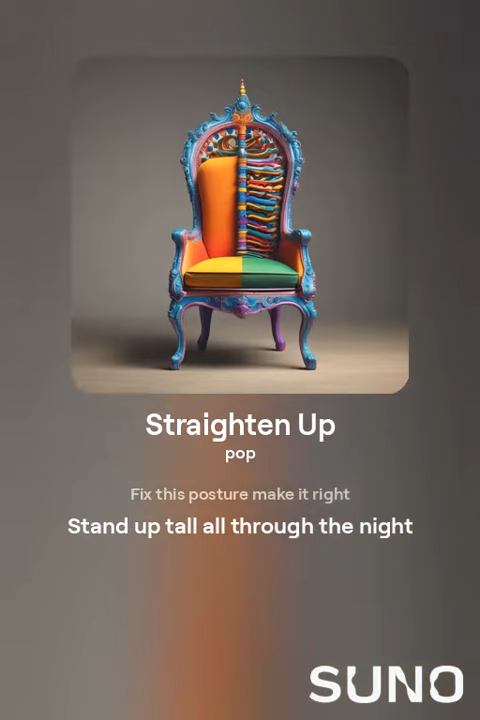 Straighten Up
pop
Fix this posture make it right
Stand up tall all through the night
SUNO